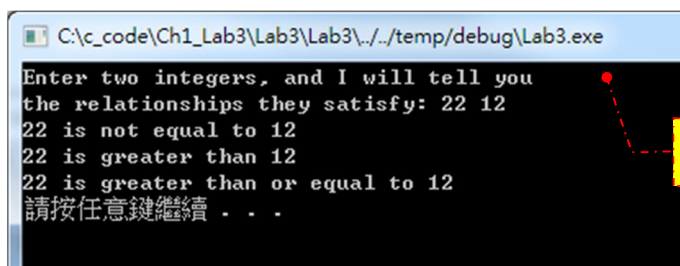 C:\c_code\Ch1_Lab3\Lab3\Lab3\../../temp/debug\Lab3.exe
Enter two integers, and I will tell you
the relationships they satisfy: 22 12
22 is not equal to 12
22 is greater than 12
22 is greater than or equal to 12
請按任意鍵繼續 . . .